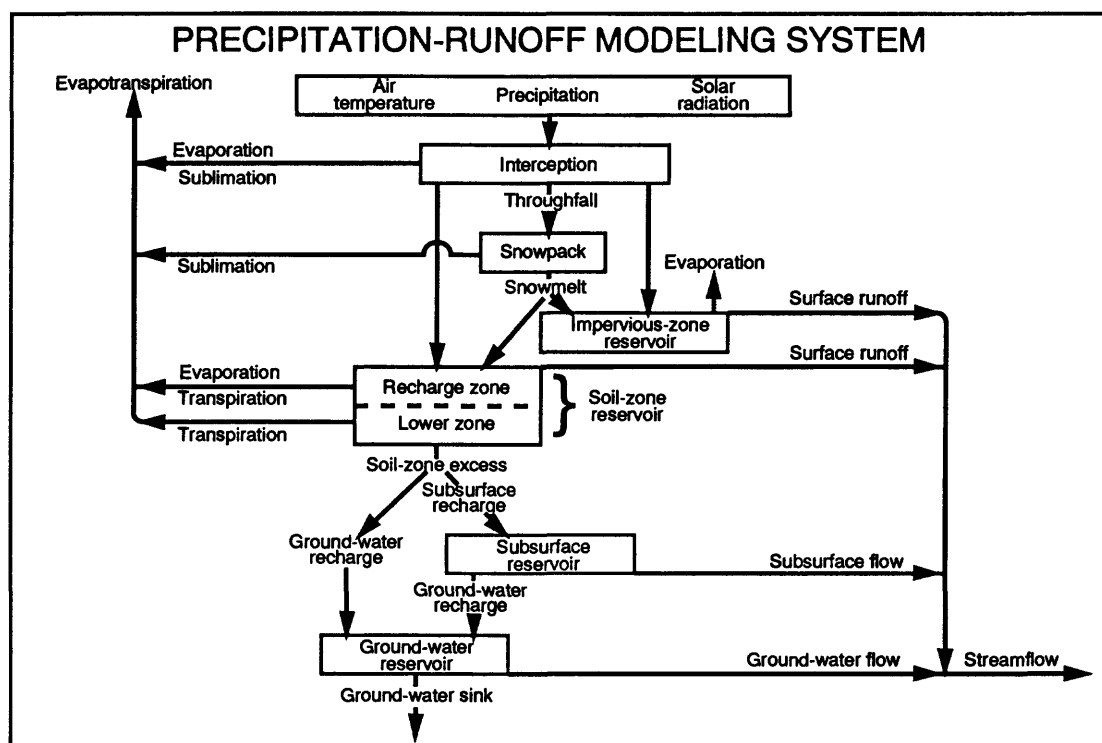 PRECIPITATION-RUNOFF MODELING SYSTEM
Evapotranspiration
Air
temperature
Precipitation
Solar
radiation
Evaporation
Sublimation
Interception
Throughfall
Sublimation
Snowpack
Snowmelt
Evaporation
Impervious-zone
reservoir
Surface runoff
Surface runoff
Evaporation
Transpiration
Recharge zone
Lower zone
Transpiration
Soil-zone
reservoir
Soil-zone excess
Subsurface
recharge
Ground-water
recharge
Subsurface
reservoir
Subsurface flow
Ground-water
recharge
Ground-water
reservoir
Ground-water flow
Streamflow
Ground-water sink